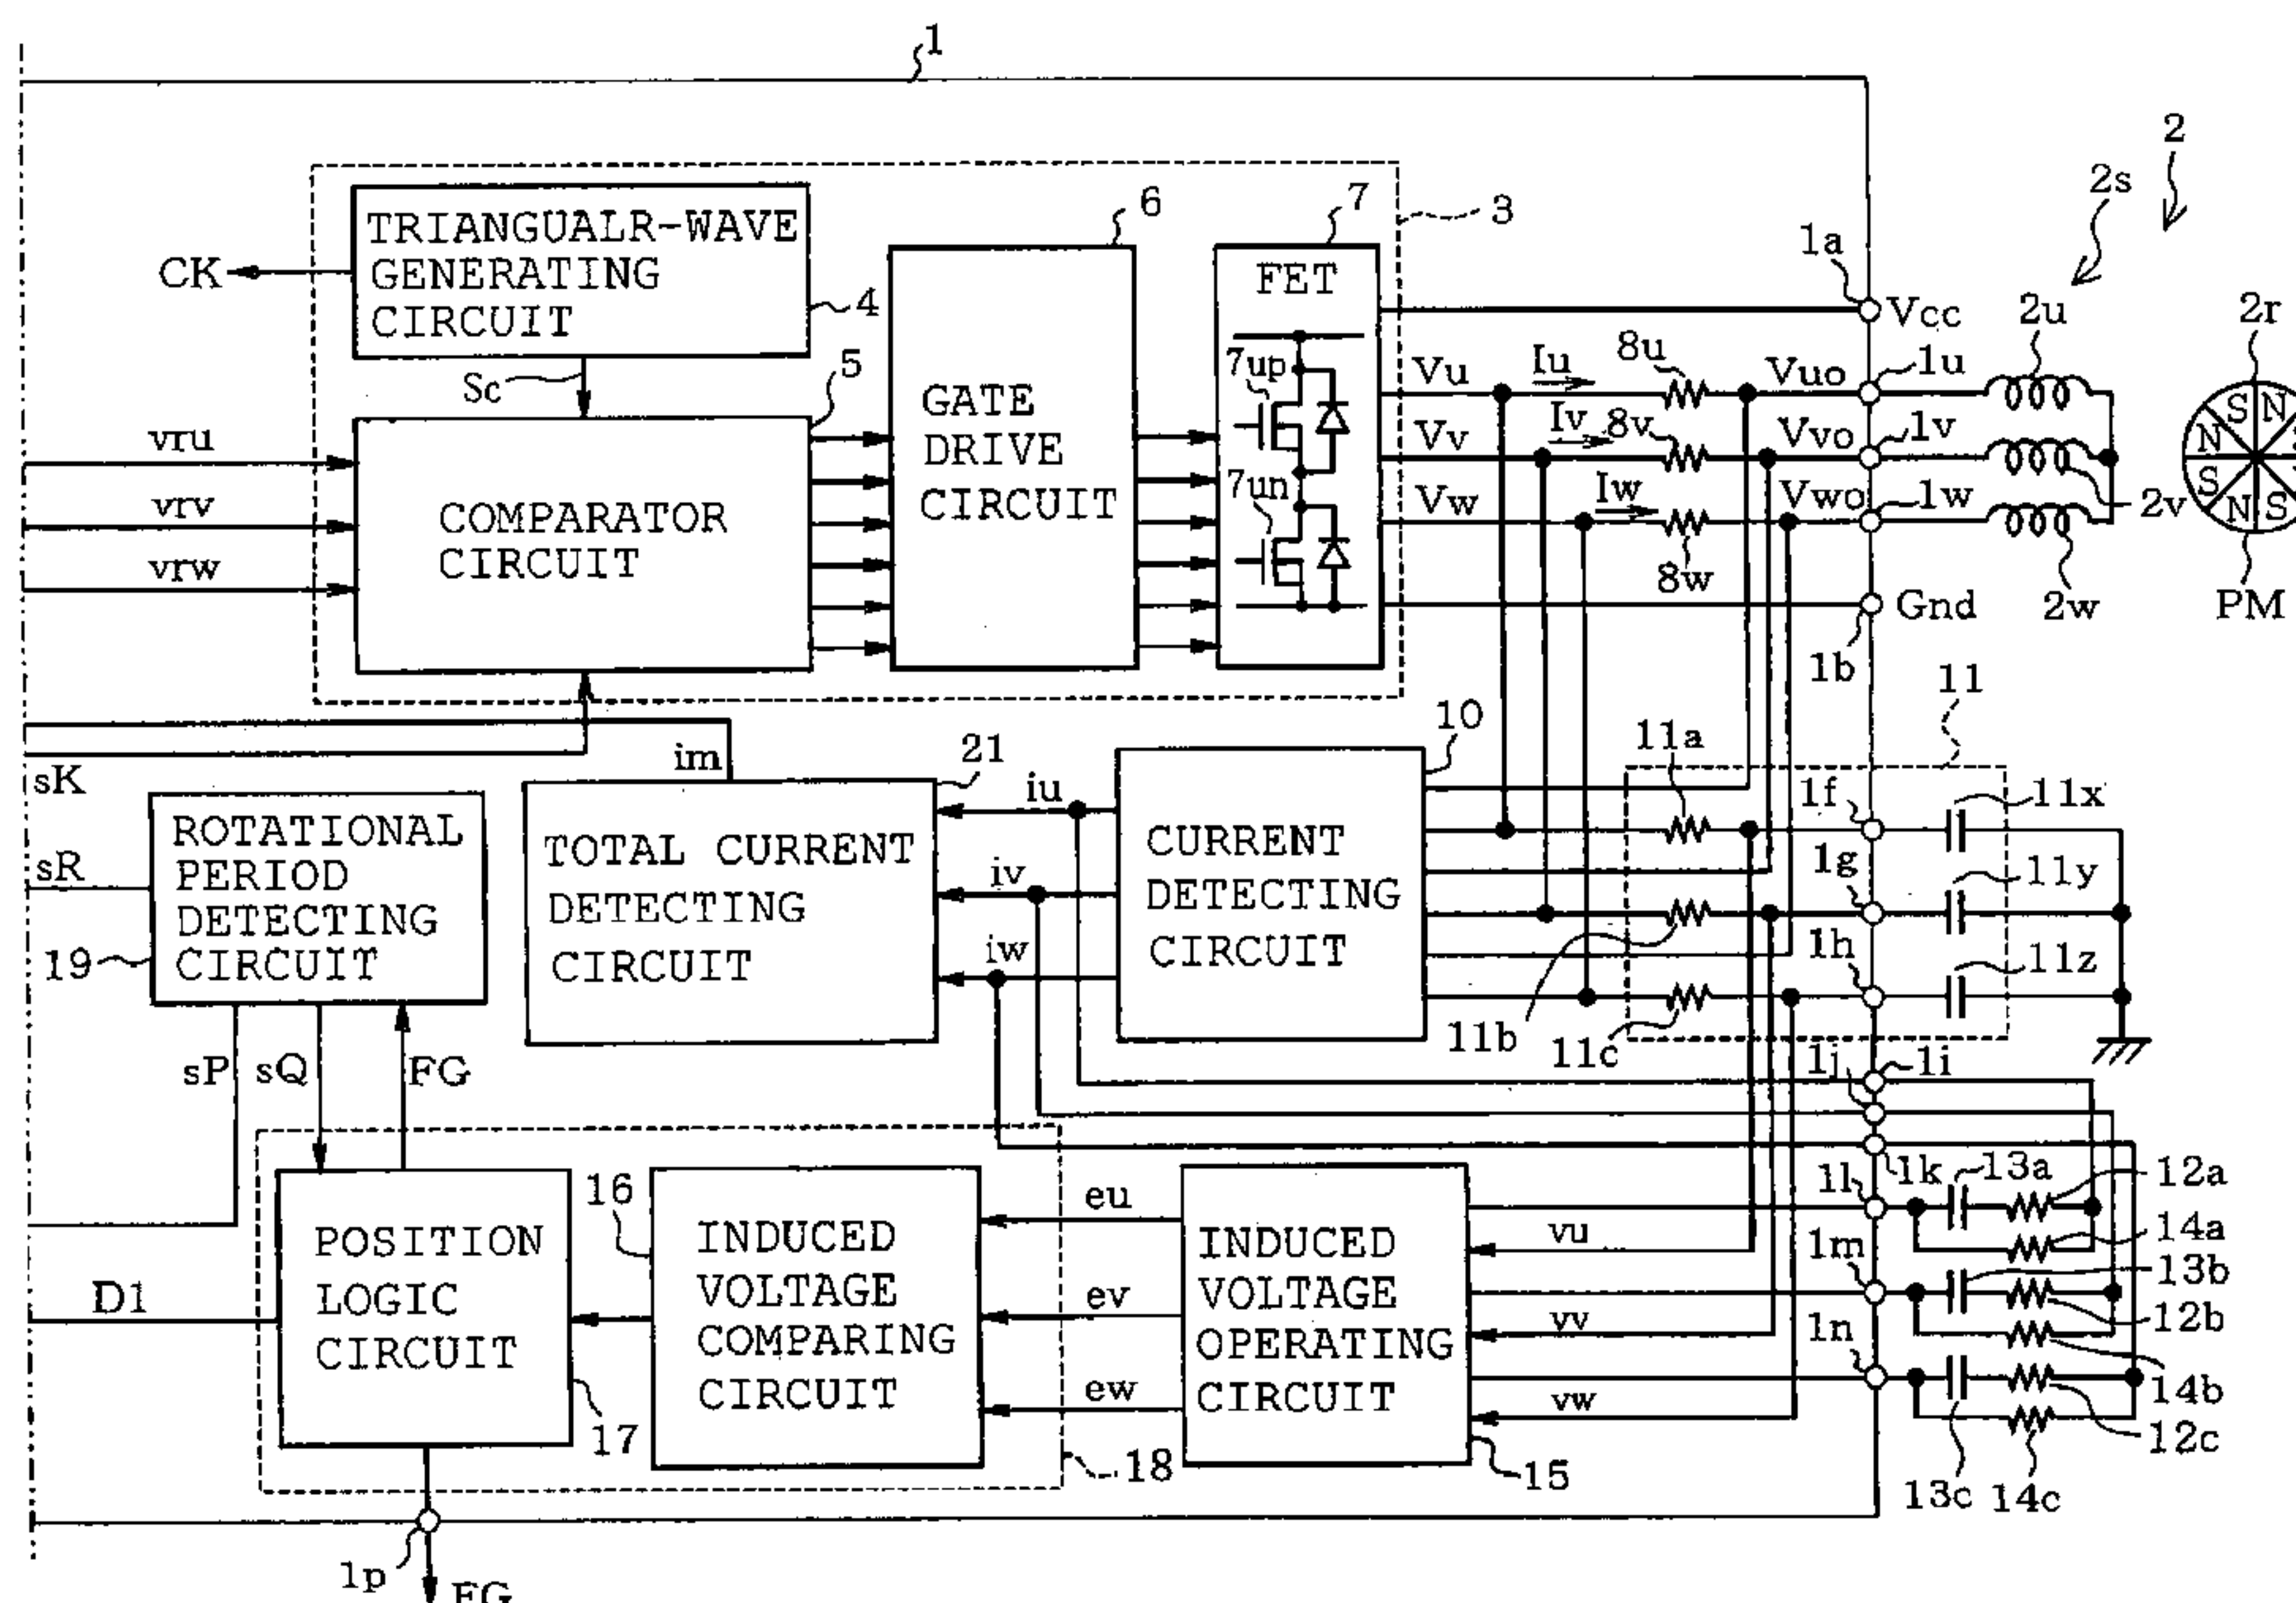 1
2
2s
TRIANGUALR-WAVE
GENERATING
CIRCUIT
CK
4
Sc
6
7
3
1a
Vcc
FET
2u
2r
5
GATE
DRIVE
CIRCUIT
7up
7un
Vu
Iu
8u
Vuo
1u
Vv
Iv
8v
Vvo
1v
Vw
Iw
8w
Vwo
1w
2v
2w
S
N
N
S
N
S
PM
vru
vrv
vrw
COMPARATOR
CIRCUIT
Gnd
1b
11
sK
im
21
10
11a
1f
11x
ROTATIONAL
PERIOD
DETECTING
CIRCUIT
19
sR
TOTAL CURRENT
DETECTING
CIRCUIT
iu
iv
iw
CURRENT
DETECTING
CIRCUIT
1g
11y
1h
11z
11b
11c
sP
sQ
FG
1j
1i
1k
1l
13a
12a
14a
1m
13b
12b
1n
14b
12c
13c
14c
16
POSITION
LOGIC
CIRCUIT
D1
17
INDUCED
VOLTAGE
COMPARING
CIRCUIT
18
eu
ev
ew
INDUCED
VOLTAGE
OPERATING
CIRCUIT
vu
vv
vw
15
1p
FG